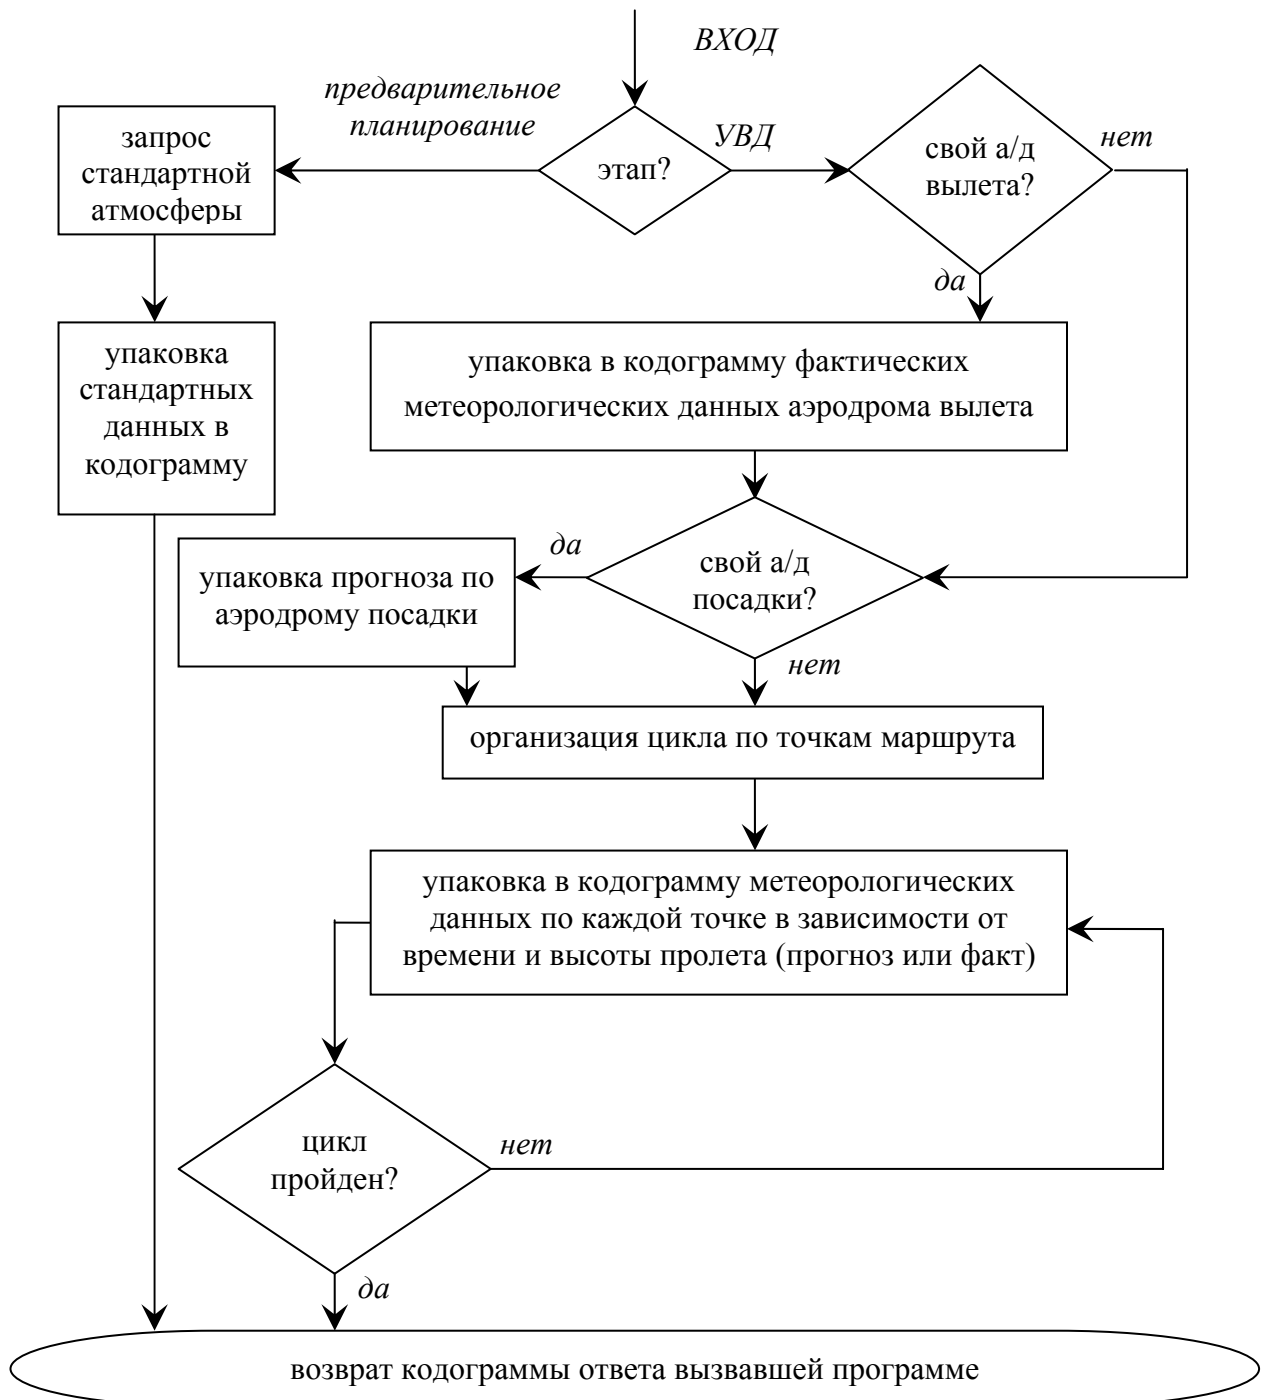 ВХОД
предварительное
планирование
УВД
запрос
стандартной
атмосферы
этап?
свой а/д
вылета?
нет
да
упаковка
стандартных
данных в
кодограмму
упаковка в кодограмму фактических
метеорологических данных аэродрома вылета
да
свой а/д
посадки?
упаковка прогноза по
аэродрому посадки
нет
организация цикла по точкам маршрута
упаковка в кодограмму метеорологических
данных по каждой точке в зависимости от
времени и высоты пролета (прогноз или факт)
цикл
пройден?
нет
да
возврат кодограммы ответа вызвавшей программе